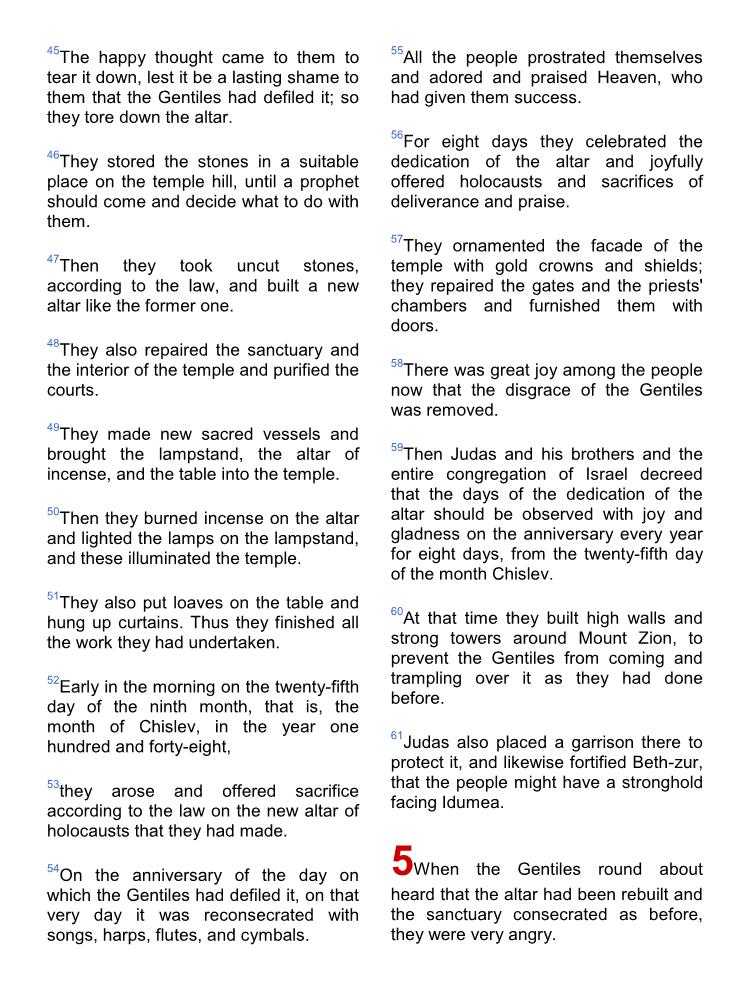 45The happy thought came to them to
tear it down, lest it be a lasting shame to
them that the Gentiles had defiled it; so
they tore down the altar.
46They stored the stones in a suitable
place on the temple hill, until a prophet
should come and decide what to do with
them.
47Then they took uncut stones,
according to the law, and built a new
altar like the former one.
48They also repaired the sanctuary and
the interior of the temple and purified the
courts.
49They made new sacred vessels and
brought the lampstand, the altar of
incense, and the table into the temple.
50Then they burned incense on the altar
and lighted the lamps on the lampstand,
and these illuminated the temple.
51They also put loaves on the table and
hung up curtains. Thus they finished all
the work they had undertaken.
52Early in the morning on the twenty-fifth
day of the ninth month, that is, the
month of Chislev, in the year one
hundred and forty-eight,
53they arose and offered sacrifice
according to the law on the new altar of
holocausts that they had made.
54On the anniversary of the day on
which the Gentiles had defiled it, on that
very day it was reconsecrated with
songs, harps, flutes, and cymbals.
55All the people prostrated themselves
and adored and praised Heaven, who
had given them success.
56For eight days they celebrated the
dedication of the altar and joyfully
offered holocausts and sacrifices of
deliverance and praise.
57They ornamented the facade of the
temple with gold crowns and shields;
they repaired the gates and the priests'
chambers and furnished them with
doors.
58There was great joy among the people
now that the disgrace of the Gentiles
was removed.
59Then Judas and his brothers and the
entire congregation of Israel decreed
that the days of the dedication of the
altar should be observed with joy and
gladness on the anniversary every year
for eight days, from the twenty-fifth day
of the month Chislev.
60At that time they built high walls and
strong towers around Mount Zion, to
prevent the Gentiles from coming and
trampling over it as they had done
before.
61Judas also placed a garrison there to
protect it, and likewise fortified Beth-zur,
that the people might have a stronghold
facing Idumea.
5When the Gentiles round about
heard that the altar had been rebuilt and
the sanctuary consecrated as before,
they were very angry.